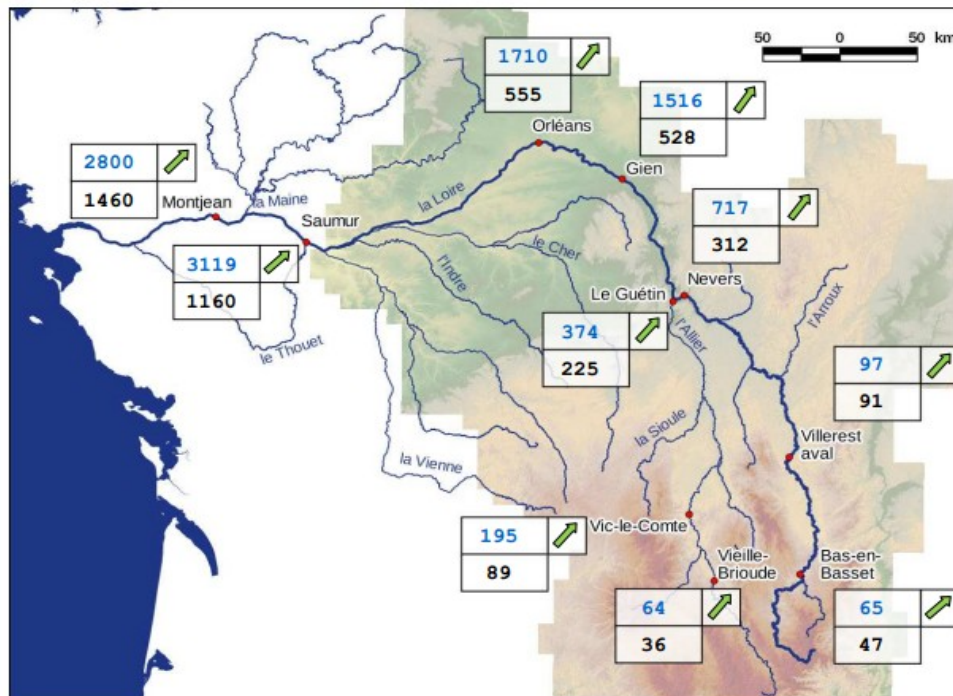 50 0 50 km
1710
555
Orléans
1516
528
Gien
2800
1460
Montjean
la Maine
Saumur
la Loire
3119
1160
le Thouet
717
312
Nevers
le Cher
l'Indre
Le Guétin
l'Allier
l'Arroux
374
225
97
91
Villerest
aval
la Sioule
la Vienne
195
89
Vic-le-Comte
Vieille-
Brioude
Bas-en-
Basset
64
36
65
47